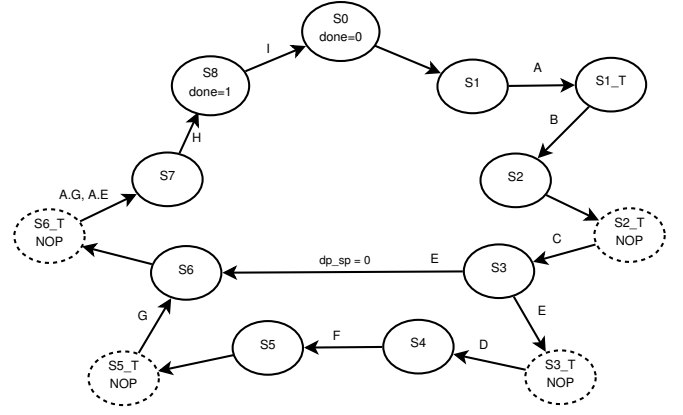 S0
done=0
I
S8
done=1
S1
A
S1_T
B
H
S7
S2
A.G, A.E
S6_T
NOP
S2_T
NOP
C
S6
dp_sp = 0
E
S3
G
E
S5
F
S4
D
S5_T
NOP
S3_T
NOP